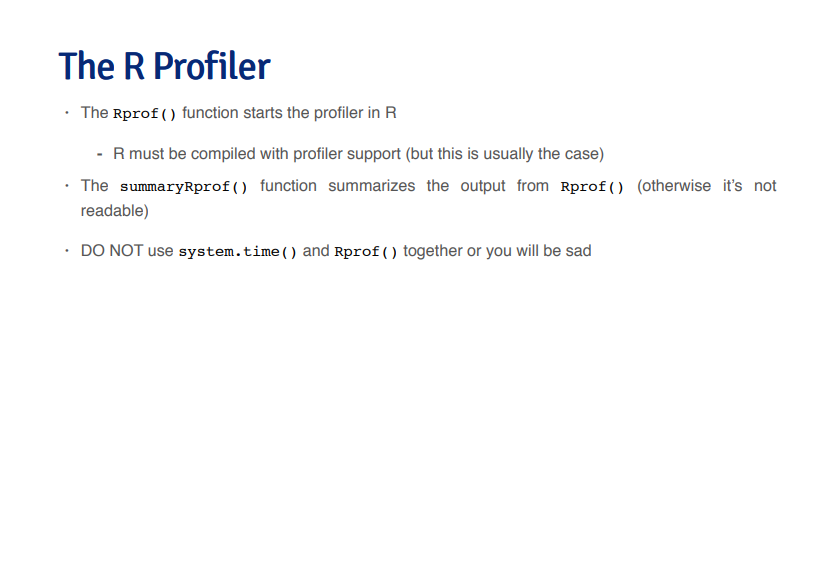 The R Profiler
· The Rprof() function starts the profiler in R
- R must be compiled with profiler support (but this is usually the case)
· The summaryRprof() function summarizes the output from Rprof() (otherwise it's not
readable)
· DO NOT use system.time() and Rprof() together or you will be sad